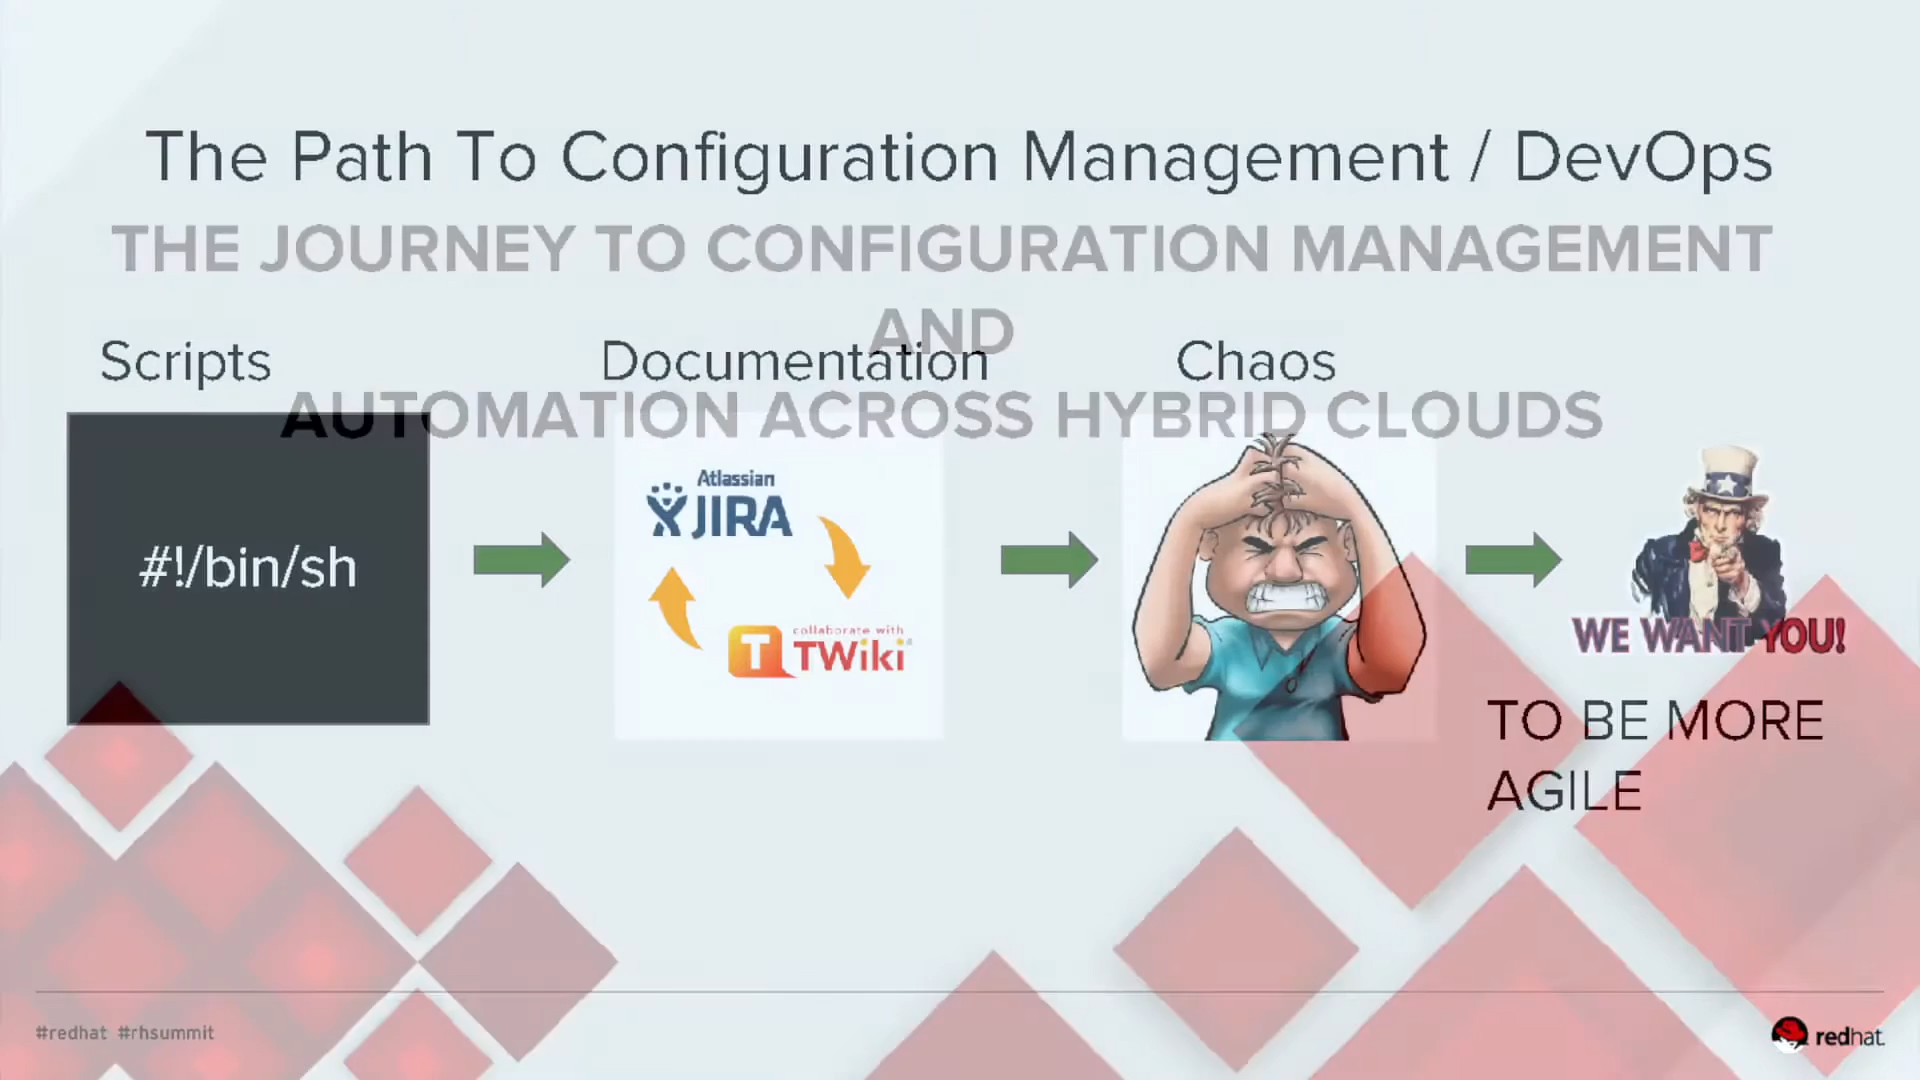 The Path To Configuration Management / DevOps
THE JOURNEY TO CONFIGURATION MANAGEMENT
AND
AUTOMATION ACROSS HYBRID CLOUDS
Scripts
Documentation
Chaos
#!/bin/sh
Atlassian
JIRA
collaborate with
T TWiki
WE WANT YOU!
TO BE MORE
AGILE
#redhat #rhsummit
redhat.